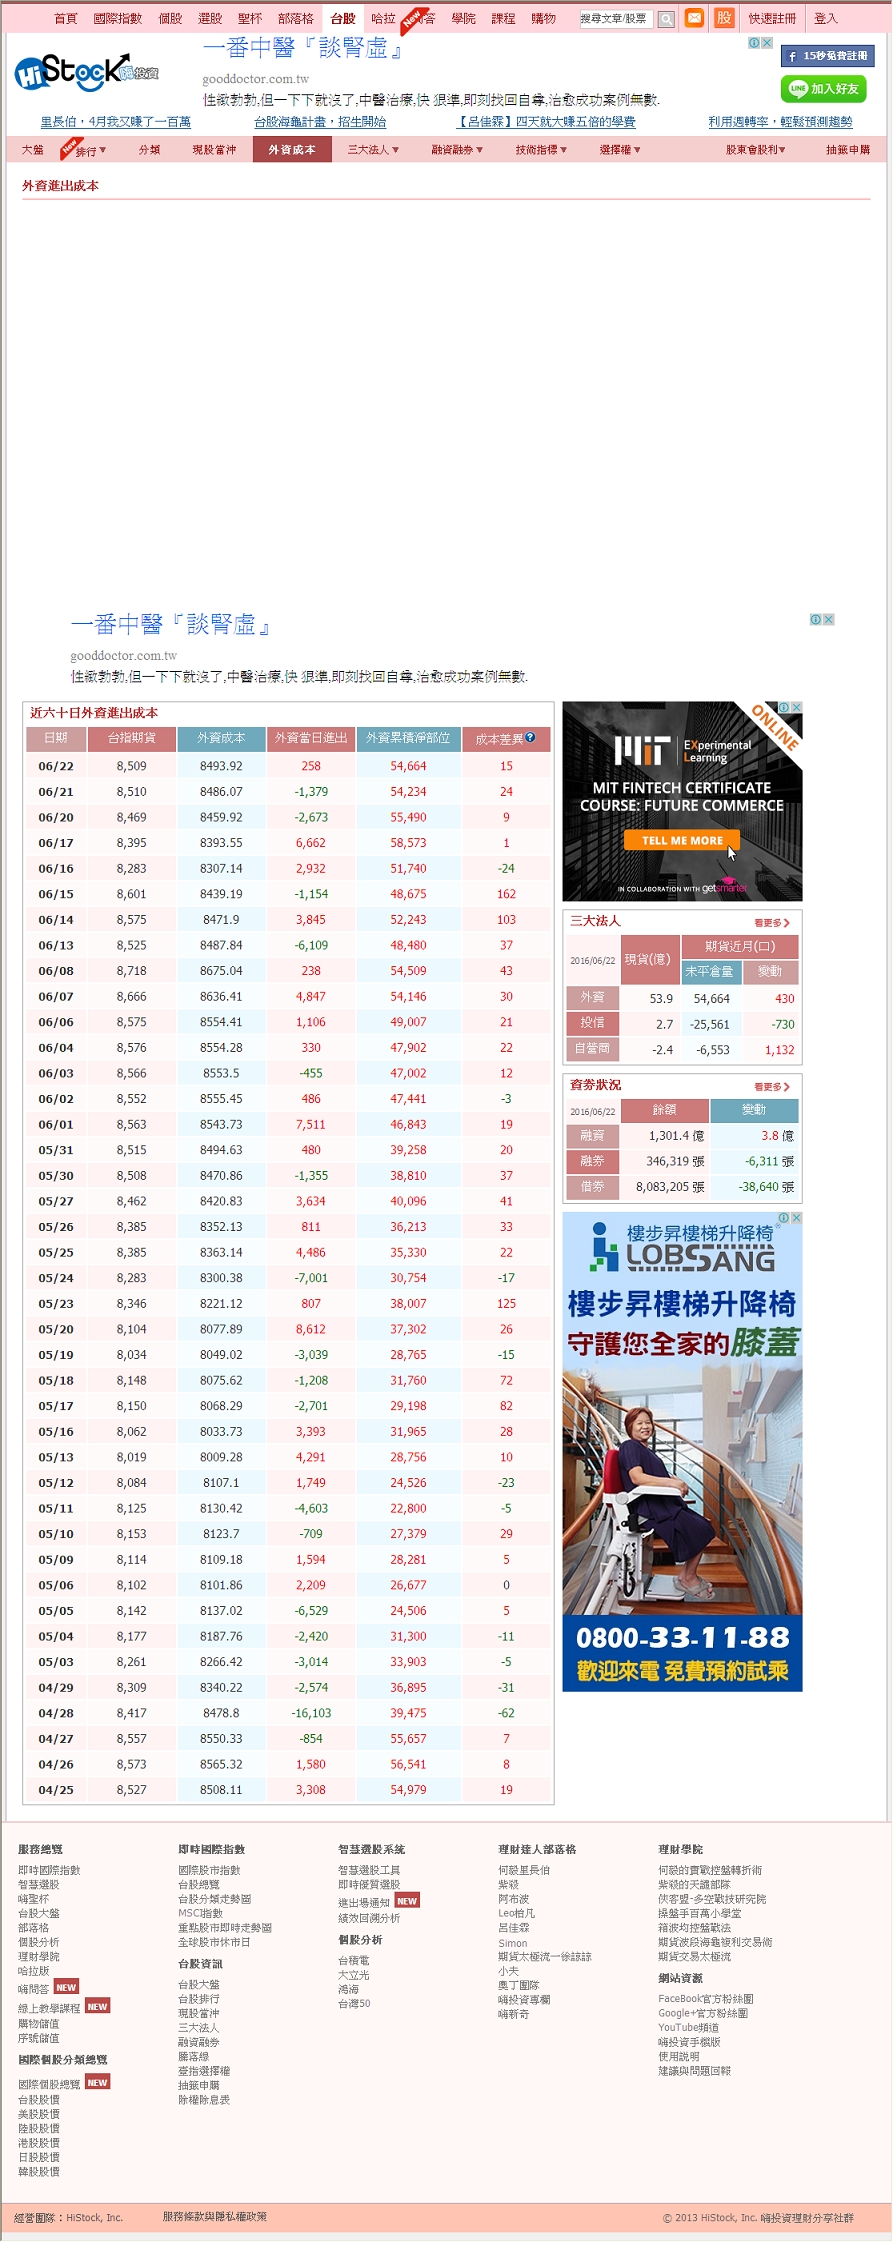 首頁 國際指數 個股 選股 聖杯 部落格 台股 哈拉 New 答 學院 課程 購物 搜尋文章/股票 股 快速註冊 登入
HiStock 嗨投資
一番中醫『談腎虛』
gooddoctor.com.tw
性緻勃勃,但一下下就沒了,中醫治療,快 狠準,即刻找回自尊,治愈成功案例無數.
f 15秒免費註冊
LINE 加入好友
里長伯，4月我又賺了一百萬 台股海龜計畫，招生開始 【呂佳霖】四天就大賺五倍的學費 利用週轉率，輕鬆預測趨勢
大盤 New 排行▼ 分類 現股當沖 外資成本 三大法人▼ 融資融券▼ 技術指標▼ 選擇權▼ 股東會股利▼ 抽籤申購
外資進出成本
一番中醫『談腎虛』
gooddoctor.com.tw
性緻勃勃,但一下下就沒了,中醫治療,快 狠準,即刻找回自尊,治愈成功案例無數.
近六十日外資進出成本
日期 台指期貨 外資成本 外資當日進出 外資累積淨部位 成本差異?
06/22 8,509 8493.92 258 54,664 15
06/21 8,510 8486.07 -1,379 54,234 24
06/20 8,469 8459.92 -2,673 55,490 9
06/17 8,395 8393.55 6,662 58,573 1
06/16 8,283 8307.14 2,932 51,740 -24
06/15 8,601 8439.19 -1,154 48,675 162
06/14 8,575 8471.9 3,845 52,243 103
06/13 8,525 8487.84 -6,109 48,480 37
06/08 8,718 8675.04 238 54,509 43
06/07 8,666 8636.41 4,847 54,146 30
06/06 8,575 8554.41 1,106 49,007 21
06/04 8,576 8554.28 330 47,902 22
06/03 8,566 8553.5 -455 47,002 12
06/02 8,552 8555.45 486 47,441 -3
06/01 8,563 8543.73 7,511 46,843 19
05/31 8,515 8494.63 480 39,258 20
05/30 8,508 8470.86 -1,355 38,810 37
05/27 8,462 8420.83 3,634 40,096 41
05/26 8,385 8352.13 811 36,213 33
05/25 8,385 8363.14 4,486 35,330 22
05/24 8,283 8300.38 -7,001 30,754 -17
05/23 8,346 8221.12 807 38,007 125
05/20 8,104 8077.89 8,612 37,302 26
05/19 8,034 8049.02 -3,039 28,765 -15
05/18 8,148 8075.62 -1,208 31,760 72
05/17 8,150 8068.29 -2,701 29,198 82
05/16 8,062 8033.73 3,393 31,965 28
05/13 8,019 8009.28 4,291 28,756 10
05/12 8,084 8107.1 1,749 24,526 -23
05/11 8,125 8130.42 -4,603 22,800 -5
05/10 8,153 8123.7 -709 27,379 29
05/09 8,114 8109.18 1,594 28,281 5
05/06 8,102 8101.86 2,209 26,677 0
05/05 8,142 8137.02 -6,529 24,506 5
05/04 8,177 8187.76 -2,420 31,300 -11
05/03 8,261 8266.42 -3,014 33,903 -5
04/29 8,309 8340.22 -2,574 36,895 -31
04/28 8,417 8478.8 -16,103 39,475 -62
04/27 8,557 8550.33 -854 55,657 7
04/26 8,573 8565.32 1,580 56,541 8
04/25 8,527 8508.11 3,308 54,979 19
ONLINE
MIT EXperimental Learning
MIT FINTECH CERTIFICATE
COURSE: FUTURE COMMERCE
TELL ME MORE
IN COLLABORATION WITH getsmarter
三大法人 看更多
2016/06/22 現貨(億) 期貨近月(口)
未平倉量 變動
外資 53.9 54,664 430
投信 2.7 -25,561 -730
自營商 -2.4 -6,553 1,132
資券狀況 看更多
2016/06/22 餘額 變動
融資 1,301.4 億 3.8 億
融券 346,319 張 -6,311 張
借券 8,083,205 張 -38,640 張
樓步昇樓梯升降椅®
LOBSANG
樓步昇樓梯升降椅
守護您全家的膝蓋
0800-33-11-88
歡迎來電 免費預約試乘
服務總覽
即時國際指數
智慧選股
嗨聖杯
台股大盤
部落格
個股分析
理財學院
哈拉版
嗨問答 NEW
線上教學課程 NEW
購物儲值
序號儲值
國際個股分類總覽
國際個股總覽 NEW
台股股價
美股股價
陸股股價
港股股價
日股股價
韓股股價
即時國際指數
國際股市指數
台股總覽
台股分類走勢圖
MSCI指數
重點股市即時走勢圖
全球股市休市日
台股資訊
台股大盤
台股排行
現股當沖
三大法人
融資融券
騰落線
臺指選擇權
抽籤申購
除權除息表
智慧選股系統
智慧選股工具
即時優質選股
進出場通知 NEW
績效回溯分析
個股分析
台積電
大立光
鴻海
台灣50
理財達人部落格
何毅里長伯
紫殺
阿布波
Leo槍凡
呂佳霖
Simon
期貨太極流—徐諒諒
小夫
奧丁團隊
嗨投資專欄
嗨新奇
理財學院
何毅的實戰控盤轉折術
紫殺的天讖部隊
俠客盟-多空戰技研究院
操盤手百萬小學堂
箱波均控盤戰法
期貨波段海龜複利交易術
期貨交易太極流
網站資源
FaceBook官方粉絲團
Google+官方粉絲團
YouTube頻道
嗨投資手機版
使用說明
建議與問題回報
經營團隊：HiStock, Inc. 服務條款與隱私權政策 © 2013 HiStock, Inc. 嗨投資理財分享社群